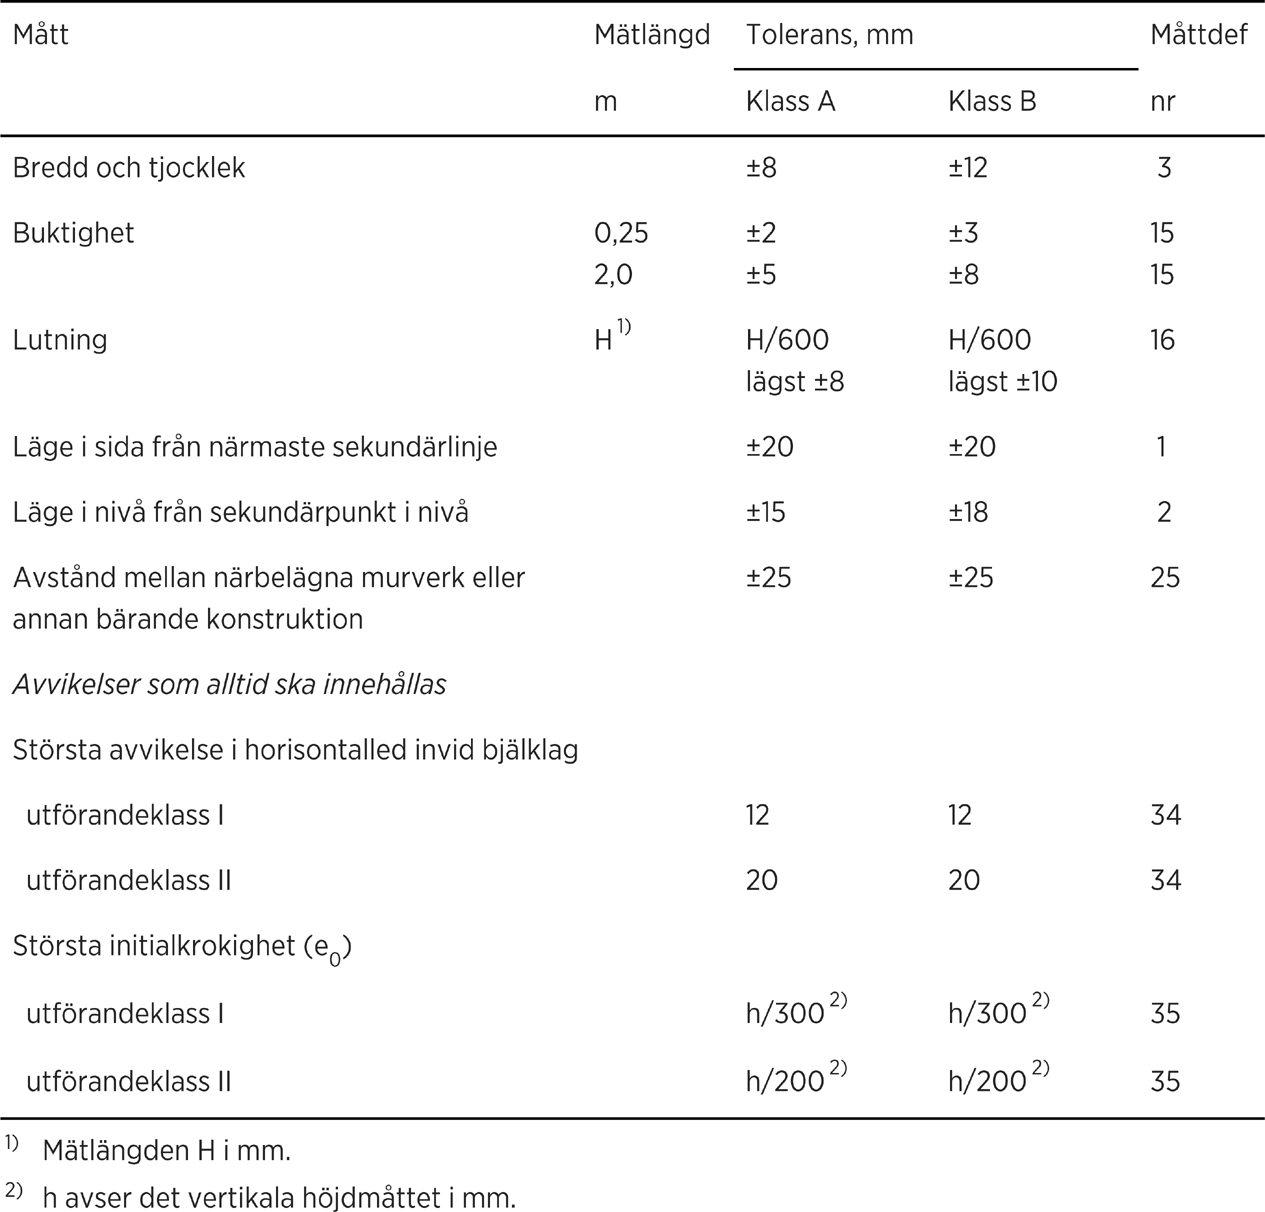 Mått Mätlängd Tolerans, mm Måttdef
m Klass A Klass B nr
Bredd och tjocklek ±8 ±12 3
Buktighet 0,25 ±2 ±3 15
2,0 ±5 ±8 15
Lutning H 1) H/600 H/600 16
lägst ±8 lägst ±10
Läge i sida från närmaste sekundärlinje ±20 ±20 1
Läge i nivå från sekundärpunkt i nivå ±15 ±18 2
Avstånd mellan närbelägna murverk eller ±25 ±25 25
annan bärande konstruktion
Avvikelser som alltid ska innehållas
Största avvikelse i horisontalled invid bjälklag
utförandeklass I 12 12 34
utförandeklass II 20 20 34
Största initialkrokighet (e0)
utförandeklass I h/300 2) h/300 2) 35
utförandeklass II h/200 2) h/200 2) 35
1) Mätlängden H i mm.
2) h avser det vertikala höjdmåttet i mm.